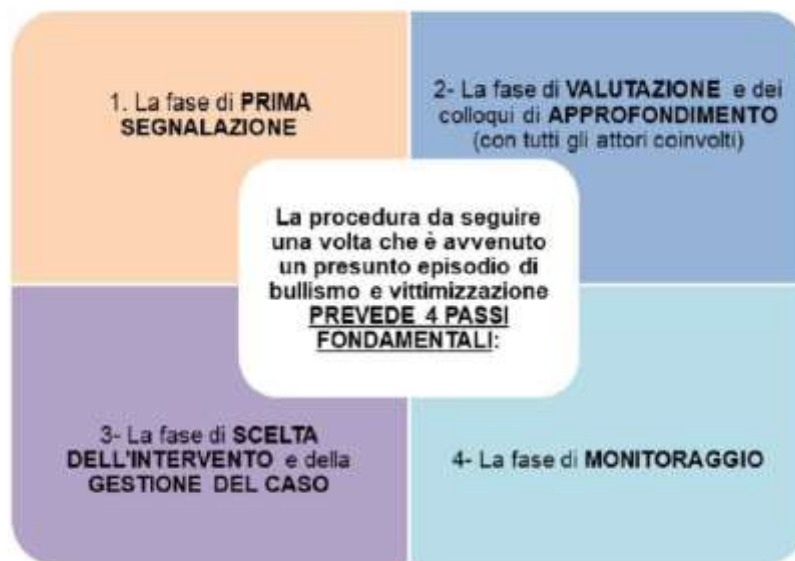 1. La fase di PRIMA
SEGNALAZIONE
2- La fase di VALUTAZIONE e dei
colloqui di APPROFONDIMENTO
(con tutti gli attori coinvolti)
La procedura da seguire
una volta che è avvenuto
un presunto episodio di
bullismo e vittimizzazione
PREVEDE 4 PASSI
FONDAMENTALI:
3- La fase di SCELTA
DELL'INTERVENTO e della
GESTIONE DEL CASO
4- La fase di MONITORAGGIO